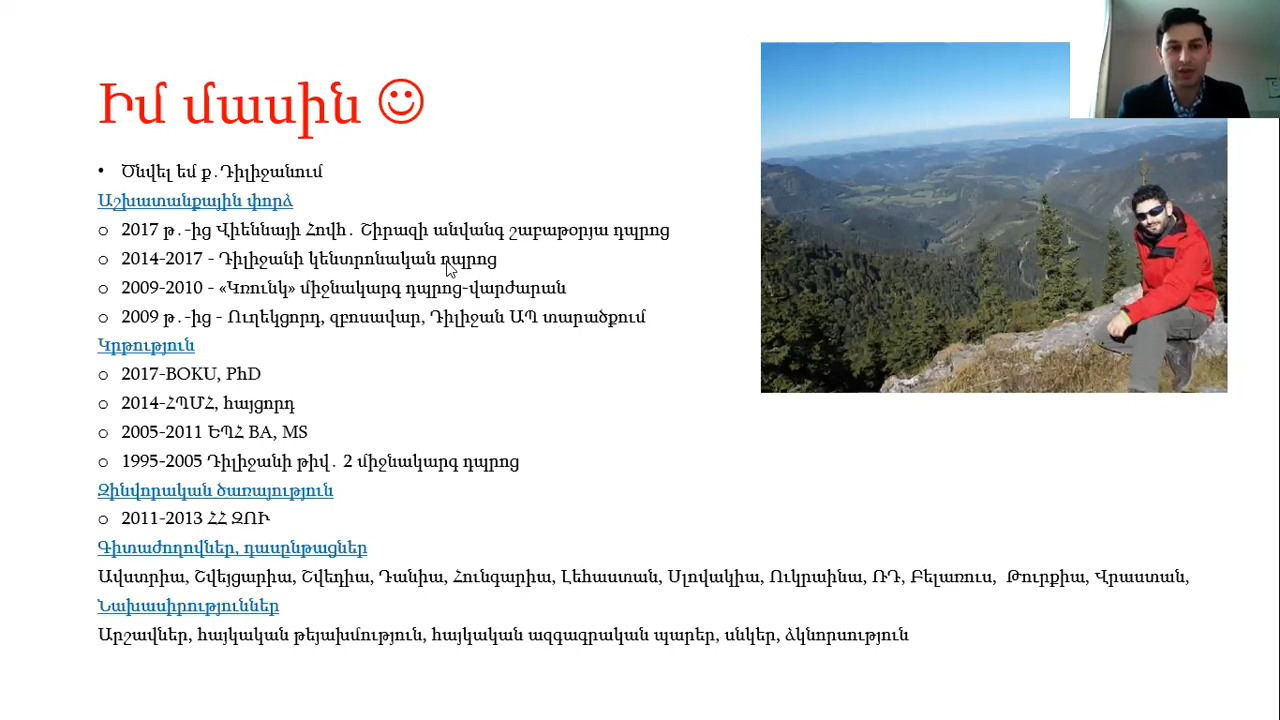 Իմ մասին ☺
• Ծնվել եմ ք․Դիլիջանում
Աշխատանքային փորձ
o 2017 թ․-ից Վիեննայի Հովհ․ Շիրազի անվանգ շաբաթօրյա դպրոց
o 2014-2017 - Դիլիջանի կենտրոնական դպրոց
o 2009-2010 - «Կռունկ» միջնակարգ դպրոց-վարժարան
o 2009 թ․-ից - Ուղեկցորդ, զբոսավար, Դիլիջան ԱՊ տարածքում
Կրթություն
o 2017-BOKU, PhD
o 2014-ՀՊՄՀ, հայցորդ
o 2005-2011 ԵՊՀ BA, MS
o 1995-2005 Դիլիջանի թիվ․ 2 միջնակարգ դպրոց
Զինվորական ծառայություն
o 2011-2013 ՀՀ ԶՈՒ
Գիտաժողովներ, դասընթացներ
Ավստրիա, Շվեյցարիա, Շվեդիա, Դանիա, Հունգարիա, Լեհաստան, Սլովակիա, Ուկրաինա, ՌԴ, Բելառուս, Թուրքիա, Վրաստան,
Նախասիրություններ
Արշավներ, հայկական թեյախմություն, հայկական ազգագրական պարեր, սնկեր, ձկնորսություն